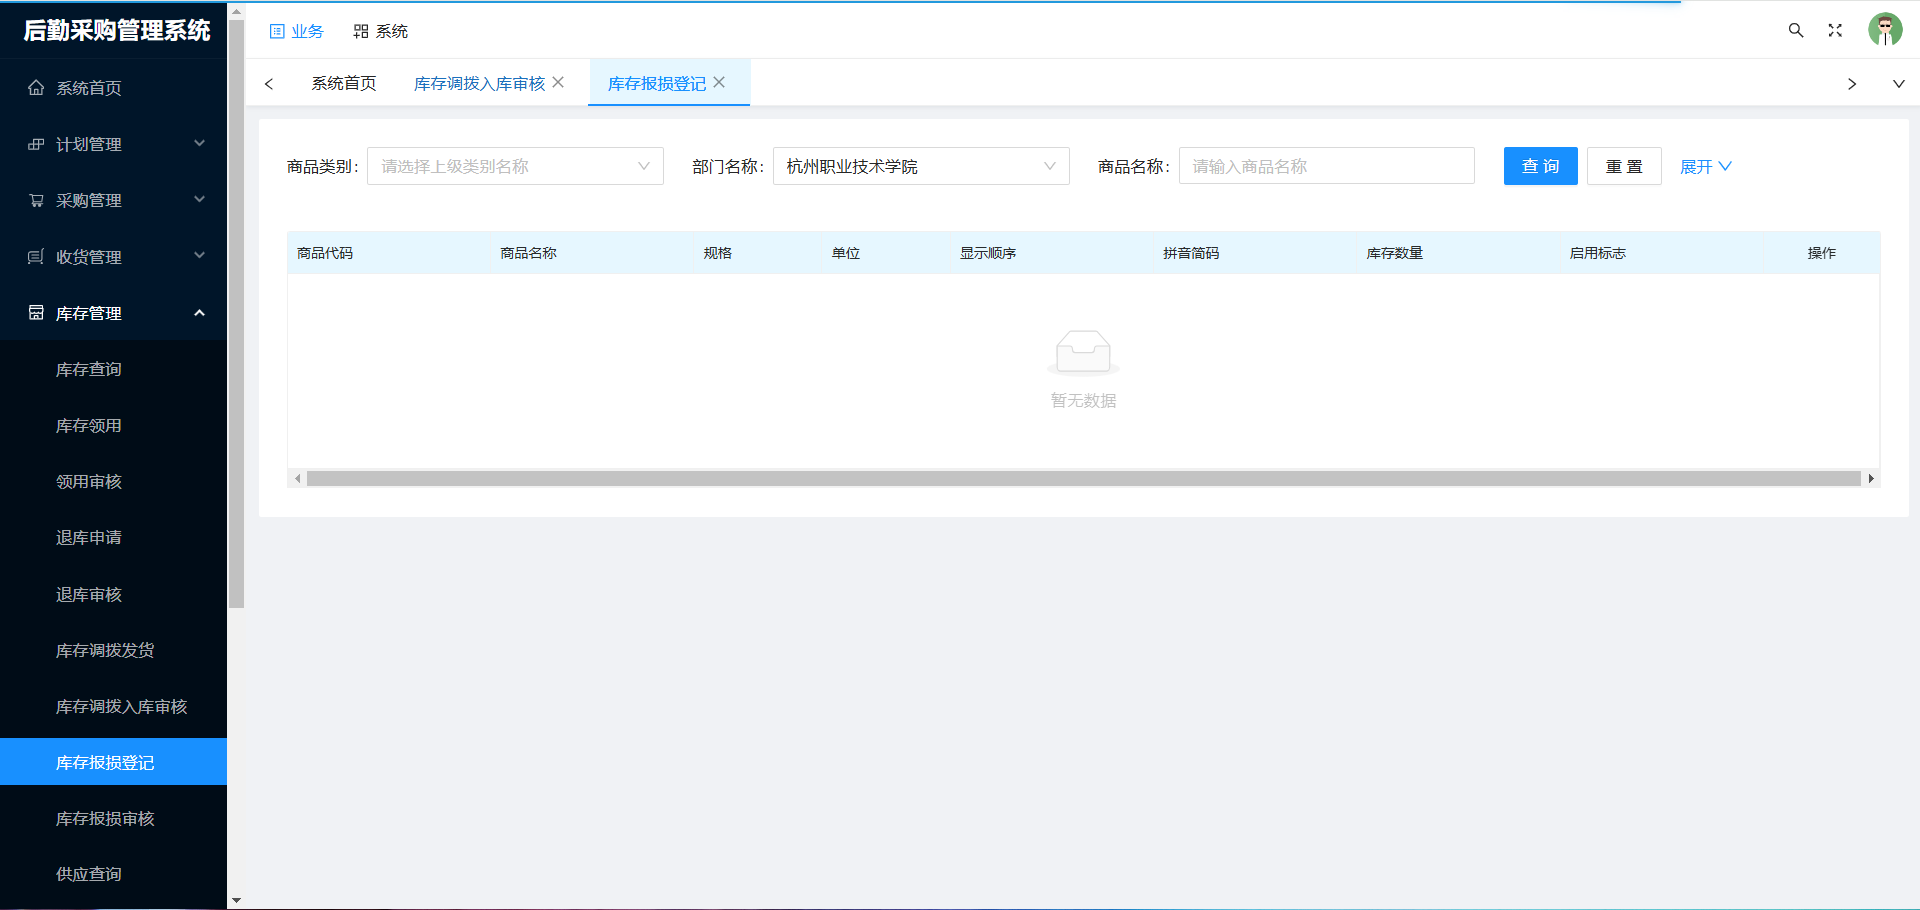 后勤采购管理系统
业务
系统
系统首页
库存调拨入库审核
库存报损登记
系统首页
计划管理
采购管理
收货管理
库存管理
库存查询
库存领用
领用审核
退库申请
退库审核
库存调拨发货
库存调拨入库审核
库存报损登记
库存报损审核
供应查询
商品类别: 请选择上级类别名称 部门名称: 杭州职业技术学院 商品名称: 请输入商品名称 查 询 重 置 展开
商品代码 商品名称 规格 单位 显示顺序 拼音简码 库存数量 启用标志 操作
暂无数据